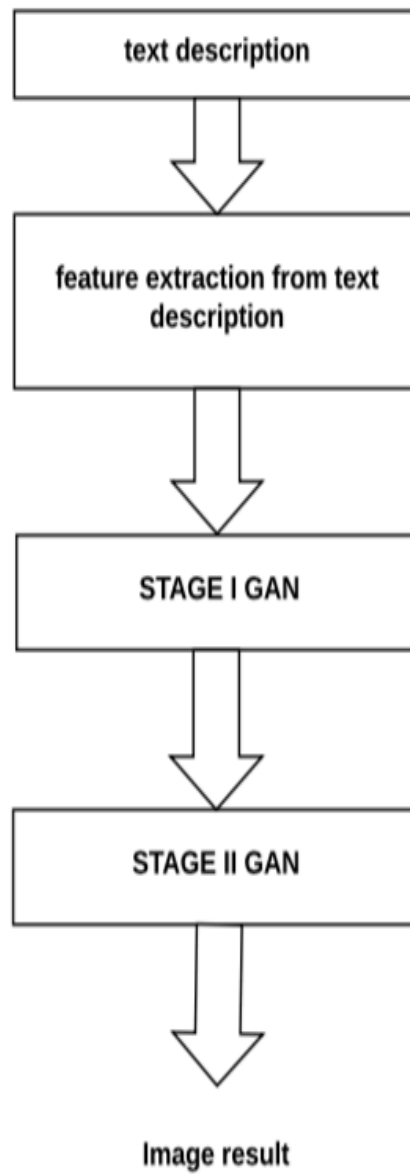 text description
feature extraction from text
description
STAGE I GAN
STAGE II GAN
Image result